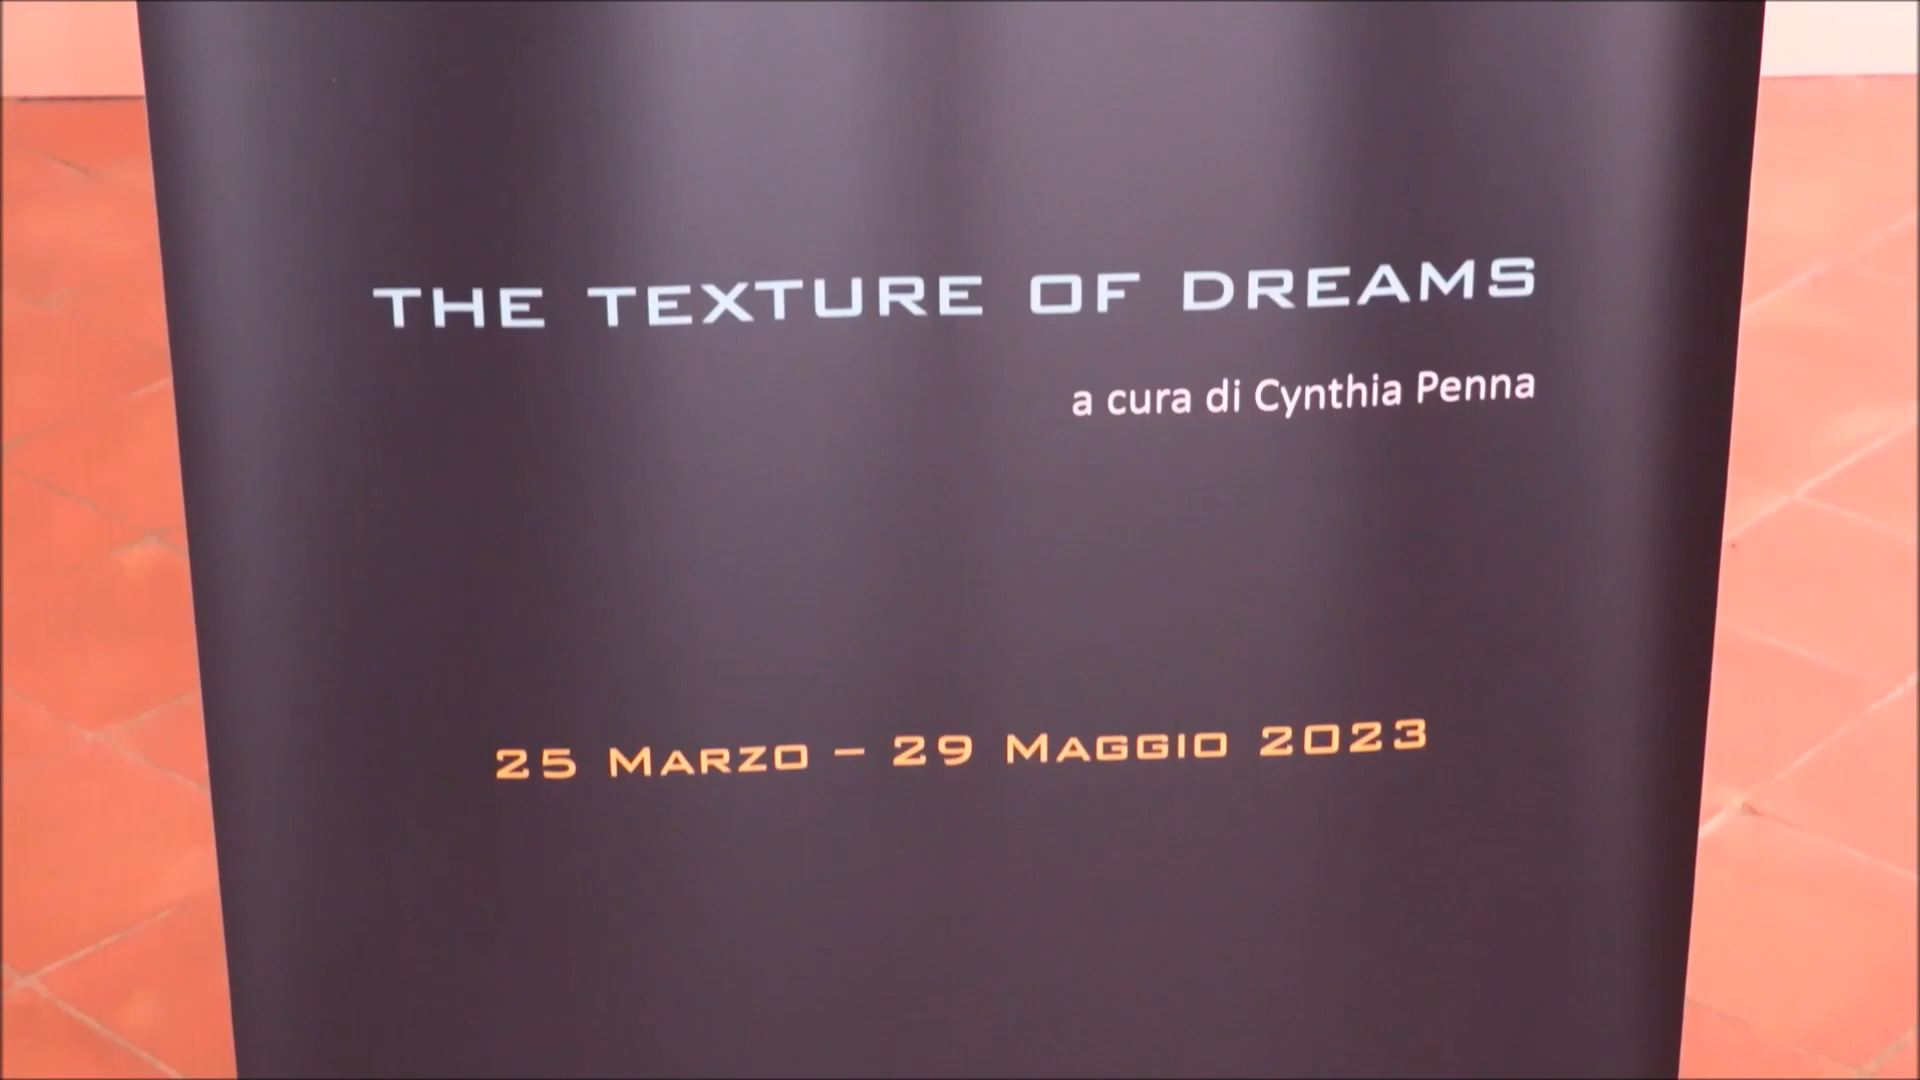 THE TEXTURE OF DREAMS
a cura di Cynthia Penna
25 MARZO – 29 MAGGIO 2023